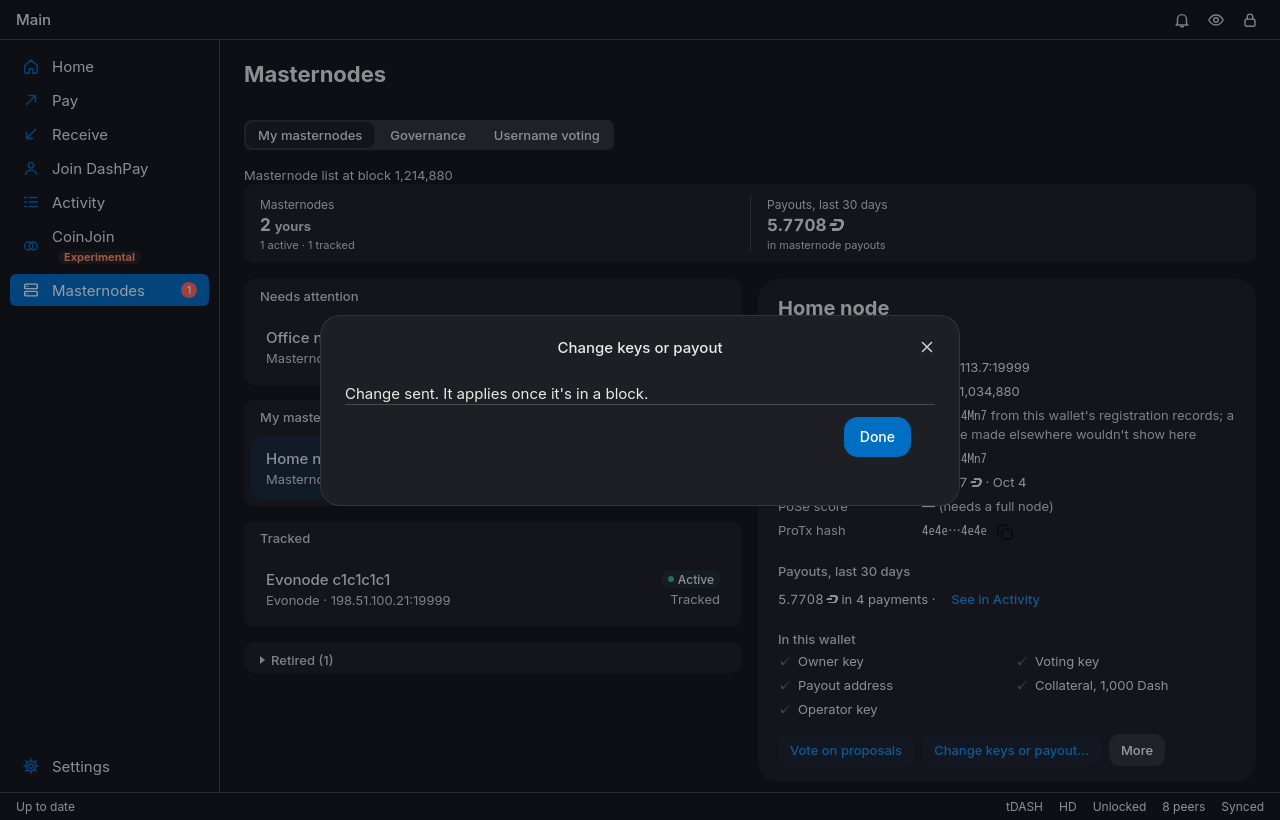 Main
Home
Pay
Receive
Join DashPay
Activity
CoinJoin
Experimental
Masternodes
1
Settings
Masternodes
My masternodes
Governance
Username voting
Masternode list at block 1,214,880
Masternodes
2 yours
1 active · 1 tracked
Payouts, last 30 days
5.7708
in masternode payouts
Needs attention
Office n
Masterno
My maste
Home n
Masterno
Tracked
Evonode c1c1c1c1
Active
Evonode · 198.51.100.21:19999
Tracked
Retired (1)
Change keys or payout
Change sent. It applies once it's in a block.
Done
Home node
113.7:19999
1,034,880
4Mn7 from this wallet's registration records; a
e made elsewhere wouldn't show here
4Mn7
7 · Oct 4
PoSe score — (needs a full node)
ProTx hash 4e4e···4e4e
Payouts, last 30 days
5.7708 in 4 payments · See in Activity
In this wallet
✓ Owner key
✓ Voting key
✓ Payout address
✓ Collateral, 1,000 Dash
✓ Operator key
Vote on proposals
Change keys or payout...
More
Up to date
tDASH
HD
Unlocked
8 peers
Synced